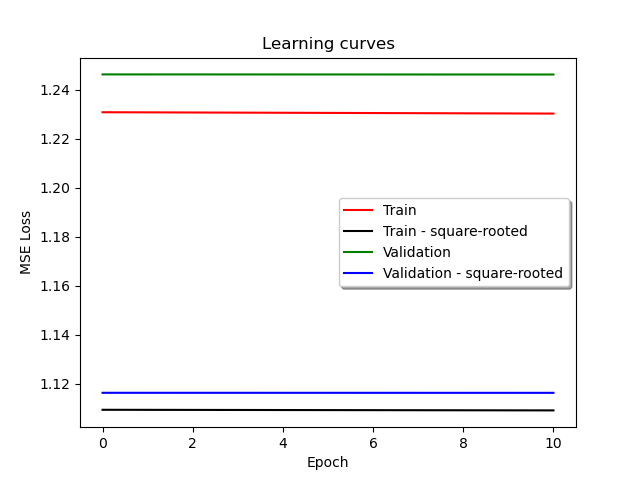 Learning curves
MSE Loss
1.24
1.22
1.20
1.18
1.16
1.14
1.12
Train
Train - square-rooted
Validation
Validation - square-rooted
0 2 4 6 8 10
Epoch